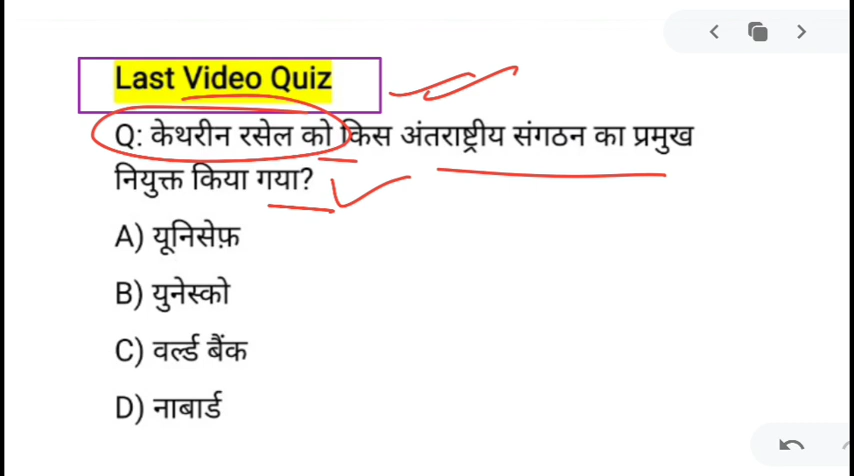 Last Video Quiz
Q: केथरीन रसेल को किस अंतराष्ट्रीय संगठन का प्रमुख
नियुक्त किया गया?
A) यूनिसेफ़
B) युनेस्को
C) वर्ल्ड बैंक
D) नाबार्ड